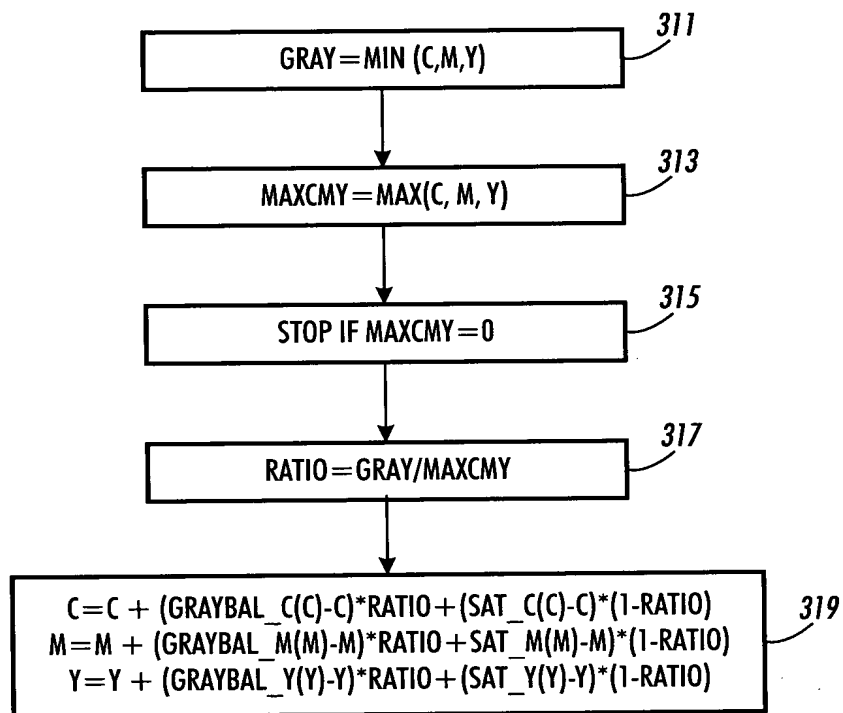 311
GRAY=MIN (C,M,Y)
313
MAXCMY=MAX(C, M, Y)
315
STOP IF MAXCMY=0
317
RATIO=GRAY/MAXCMY
319
C=C + (GRAYBAL_C(C)-C)*RATIO+(SAT_C(C)-C)*(1-RATIO)
M=M + (GRAYBAL_M(M)-M)*RATIO+SAT_M(M)-M)*(1-RATIO)
Y=Y + (GRAYBAL_Y(Y)-Y)*RATIO+(SAT_Y(Y)-Y)*(1-RATIO)